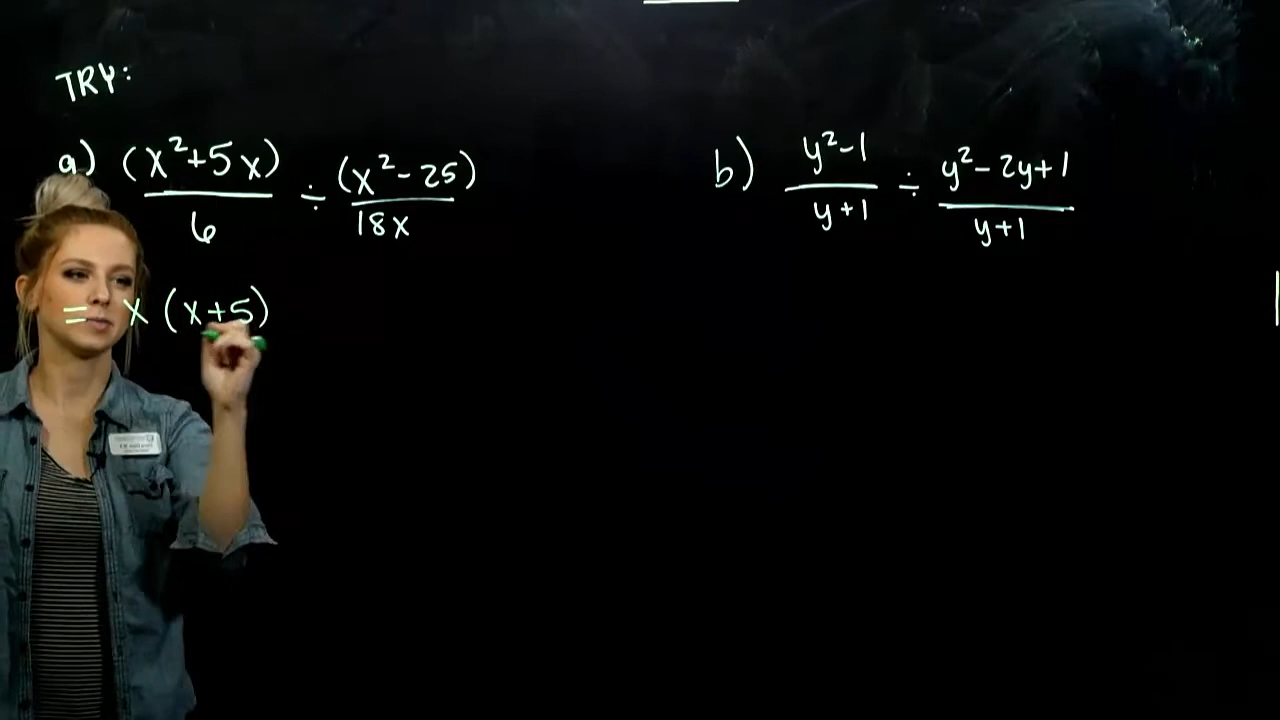 TRY:
a) (x²+5x)/6 ÷ (x²-25)/18x
= x(x+5)
b) y²-1/y+1 ÷ y²-2y+1/y+1